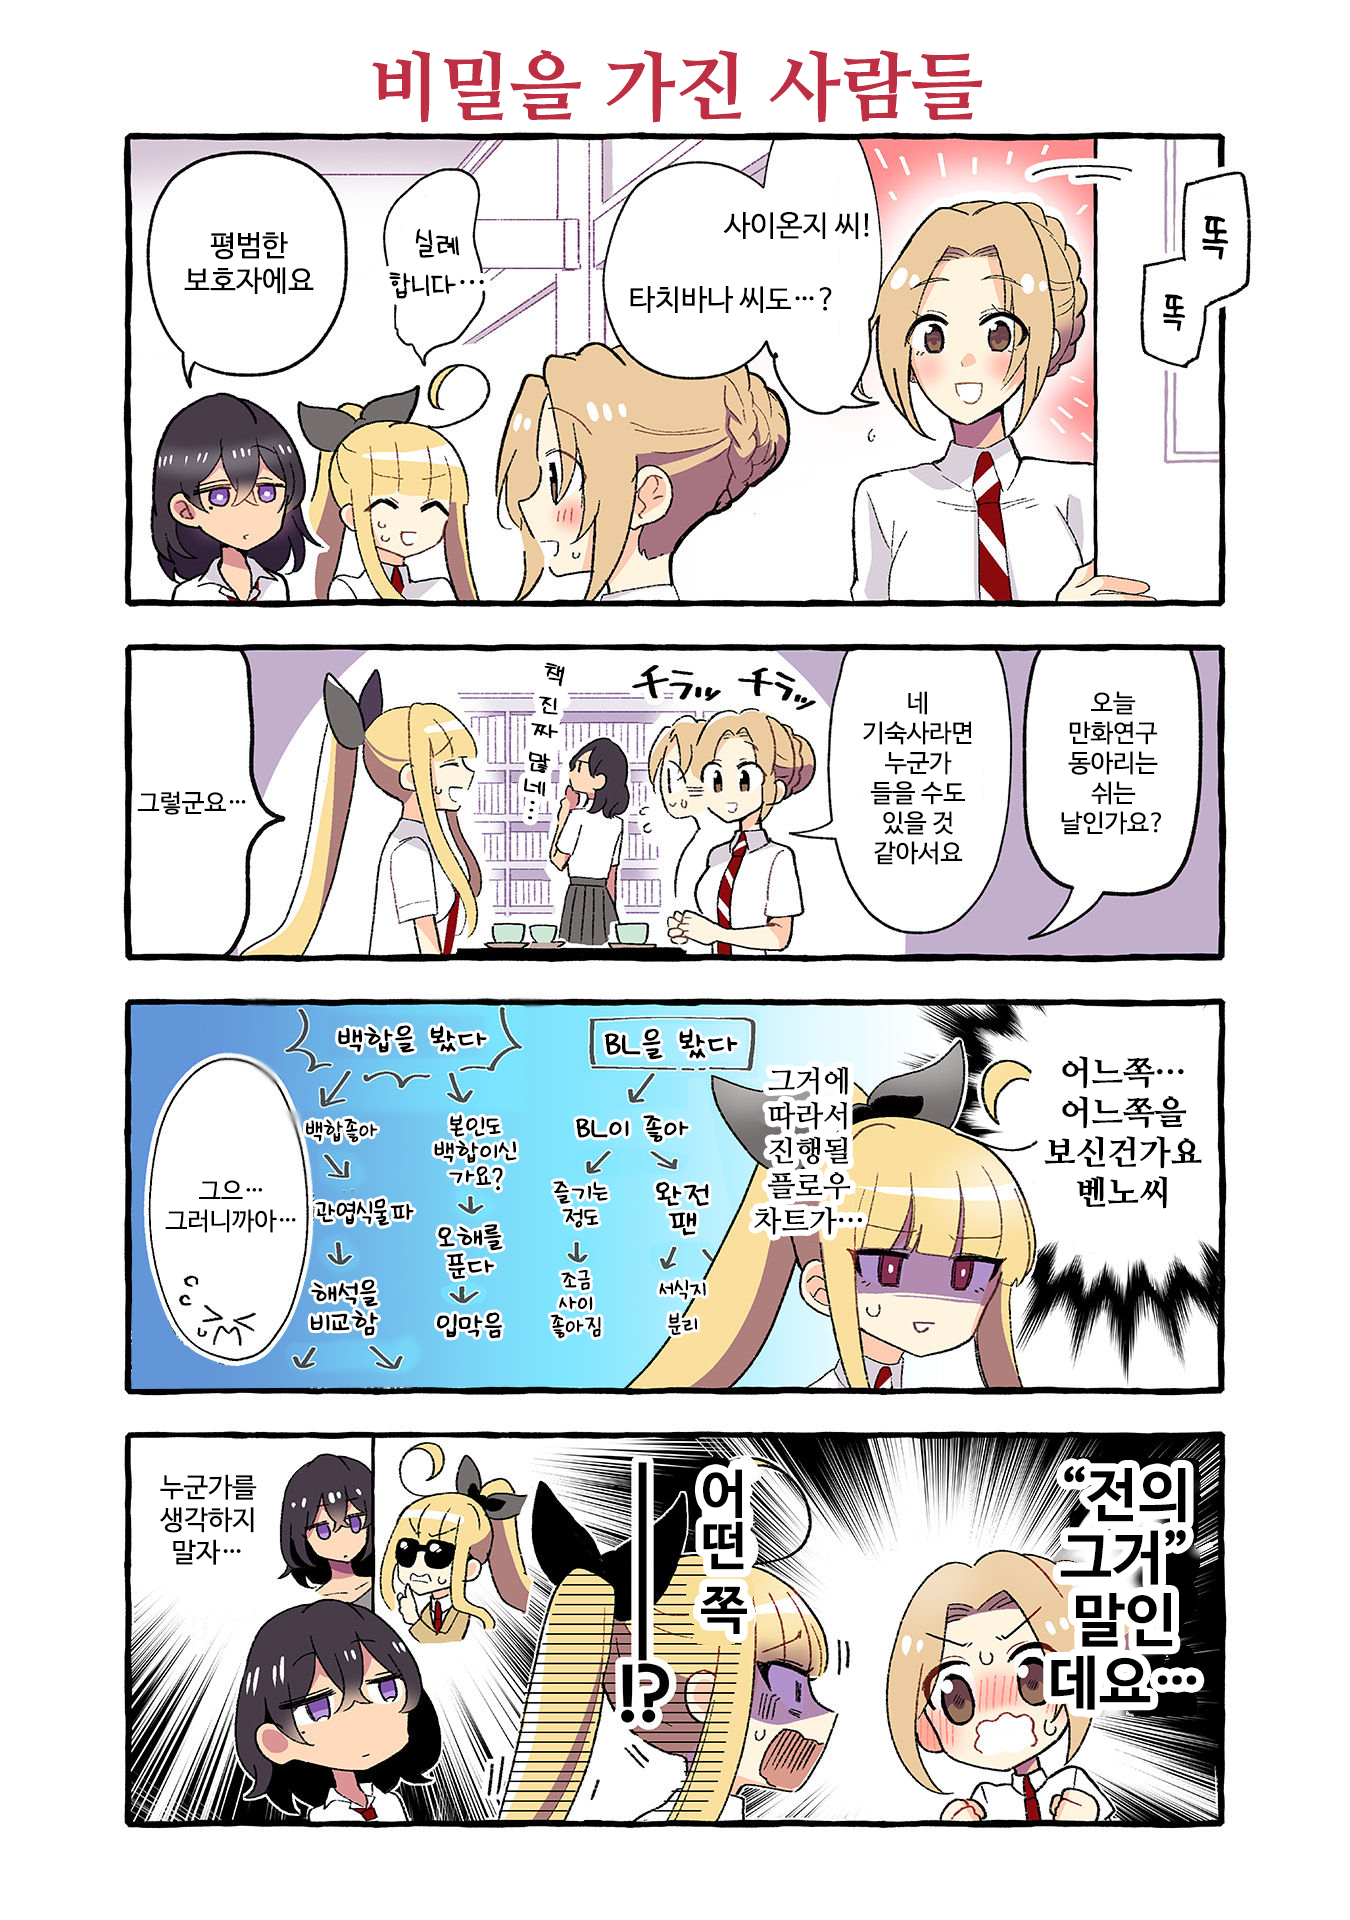 비밀을 가진 사람들
똑
똑
사이온지 씨!
타치바나 씨도…?
실례
합니다…
평범한
보호자에요
오늘
만화연구
동아리는
쉬는
날인가요?
네
기숙사라면
누군가
들을 수도
있을 것
같아서요
チラッ
チラッ
책
진짜
많네…
그렇군요…
어느쪽…
어느쪽을
보신건가요
벤노씨
그거에
따라서
진행될
플로우
차트가…
BL을 봤다
BL이 좋아
즐기는
정도
조금
사이
좋아짐
완전
팬
서식지
분리
백합을 봤다
백합좋아
관엽식물파
해석을
비교함
본인도
백합이신
가요?
오해를
푼다
입막음
그으…
그러니까아…
“전의
그거”
말인
데요…
어떤 쪽
!?
누군가를
생각하지
말자…